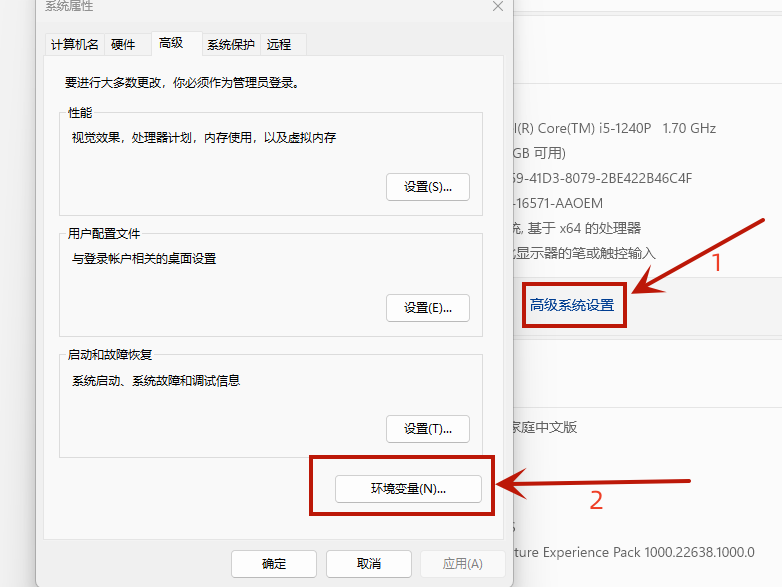 系统属性
计算机名 硬件 高级 系统保护 远程
要进行大多数更改，你必须作为管理员登录。
性能
视觉效果，处理器计划，内存使用，以及虚拟内存
设置(S)...
用户配置文件
与登录帐户相关的桌面设置
设置(E)...
启动和故障恢复
系统启动、系统故障和调试信息
设置(T)...
环境变量(N)...
确定 取消 应用(A)
l(R) Core(TM) i5-1240P 1.70 GHz
GB 可用)
59-41D3-8079-2BE422B46C4F
-16571-AAOEM
统, 基于 x64 的处理器
显示器的笔或触控输入
1
高级系统设置
家庭中文版
2
ture Experience Pack 1000.22638.1000.0